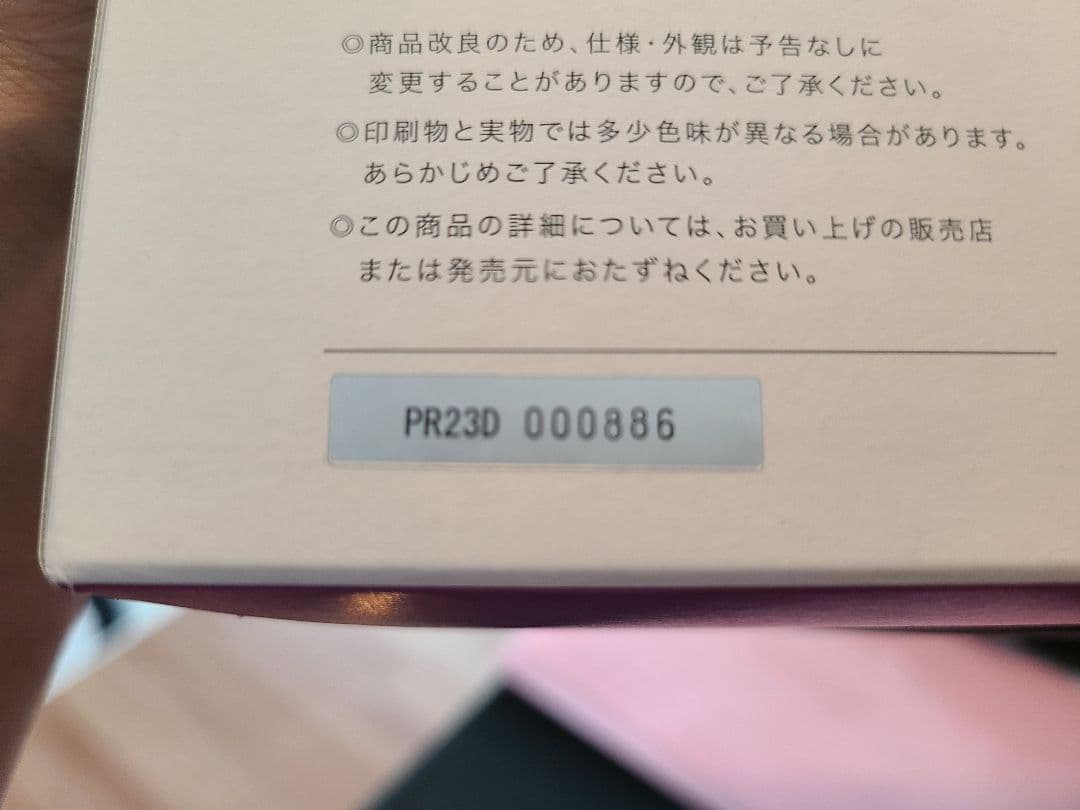 ◎商品改良のため、仕様・外観は予告なしに
変更することがありますので、ご了承ください。
◎印刷物と実物では多少色味が異なる場合があります。
あらかじめご了承ください。
◎この商品の詳細については、お買い上げの販売店
または発売元におたずねください。
PR23D 000886